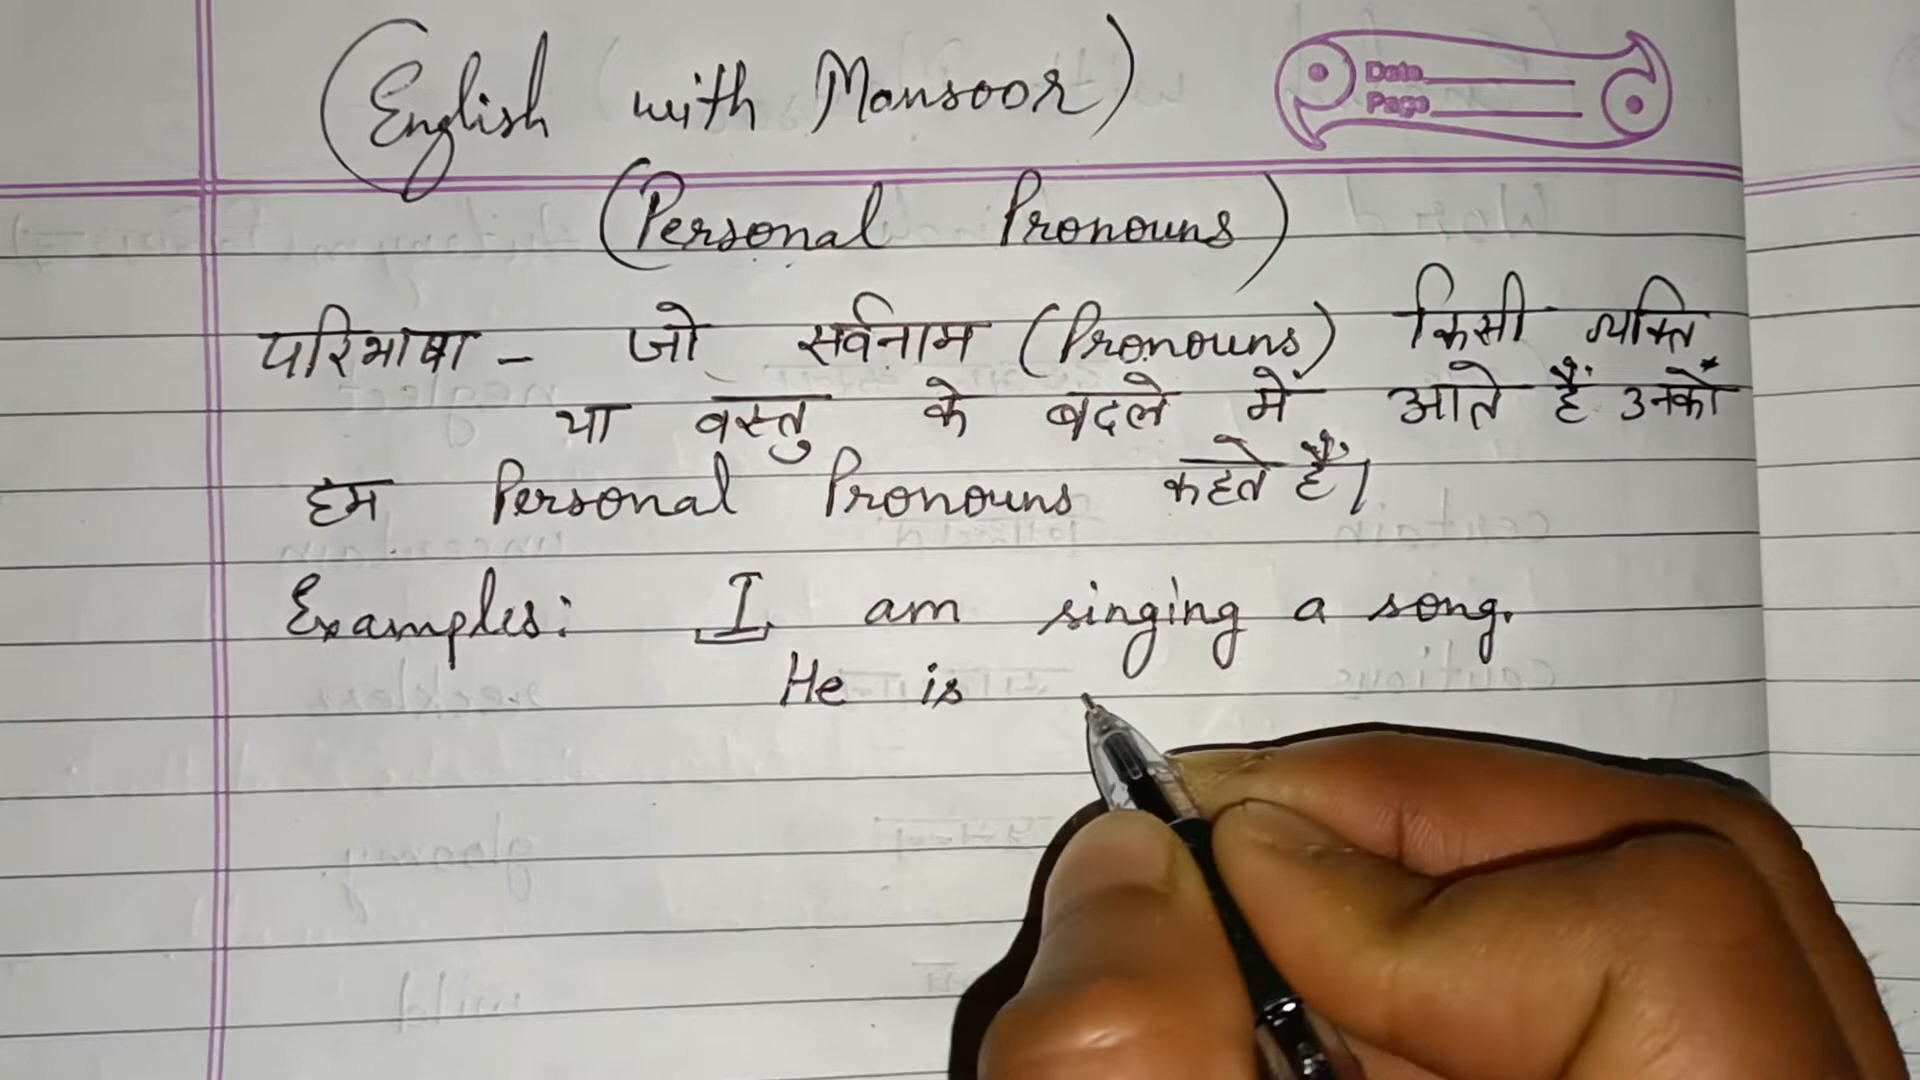 (English with Mansoor)
Date
Page
(Personal Pronouns)
परिभाषा - जो सर्वनाम (Pronouns) किसी व्यक्ति
या वस्तु के बदले में आते हैं उनको
हम Personal Pronouns कहते हैं।
Examples: I am singing a song.
He is